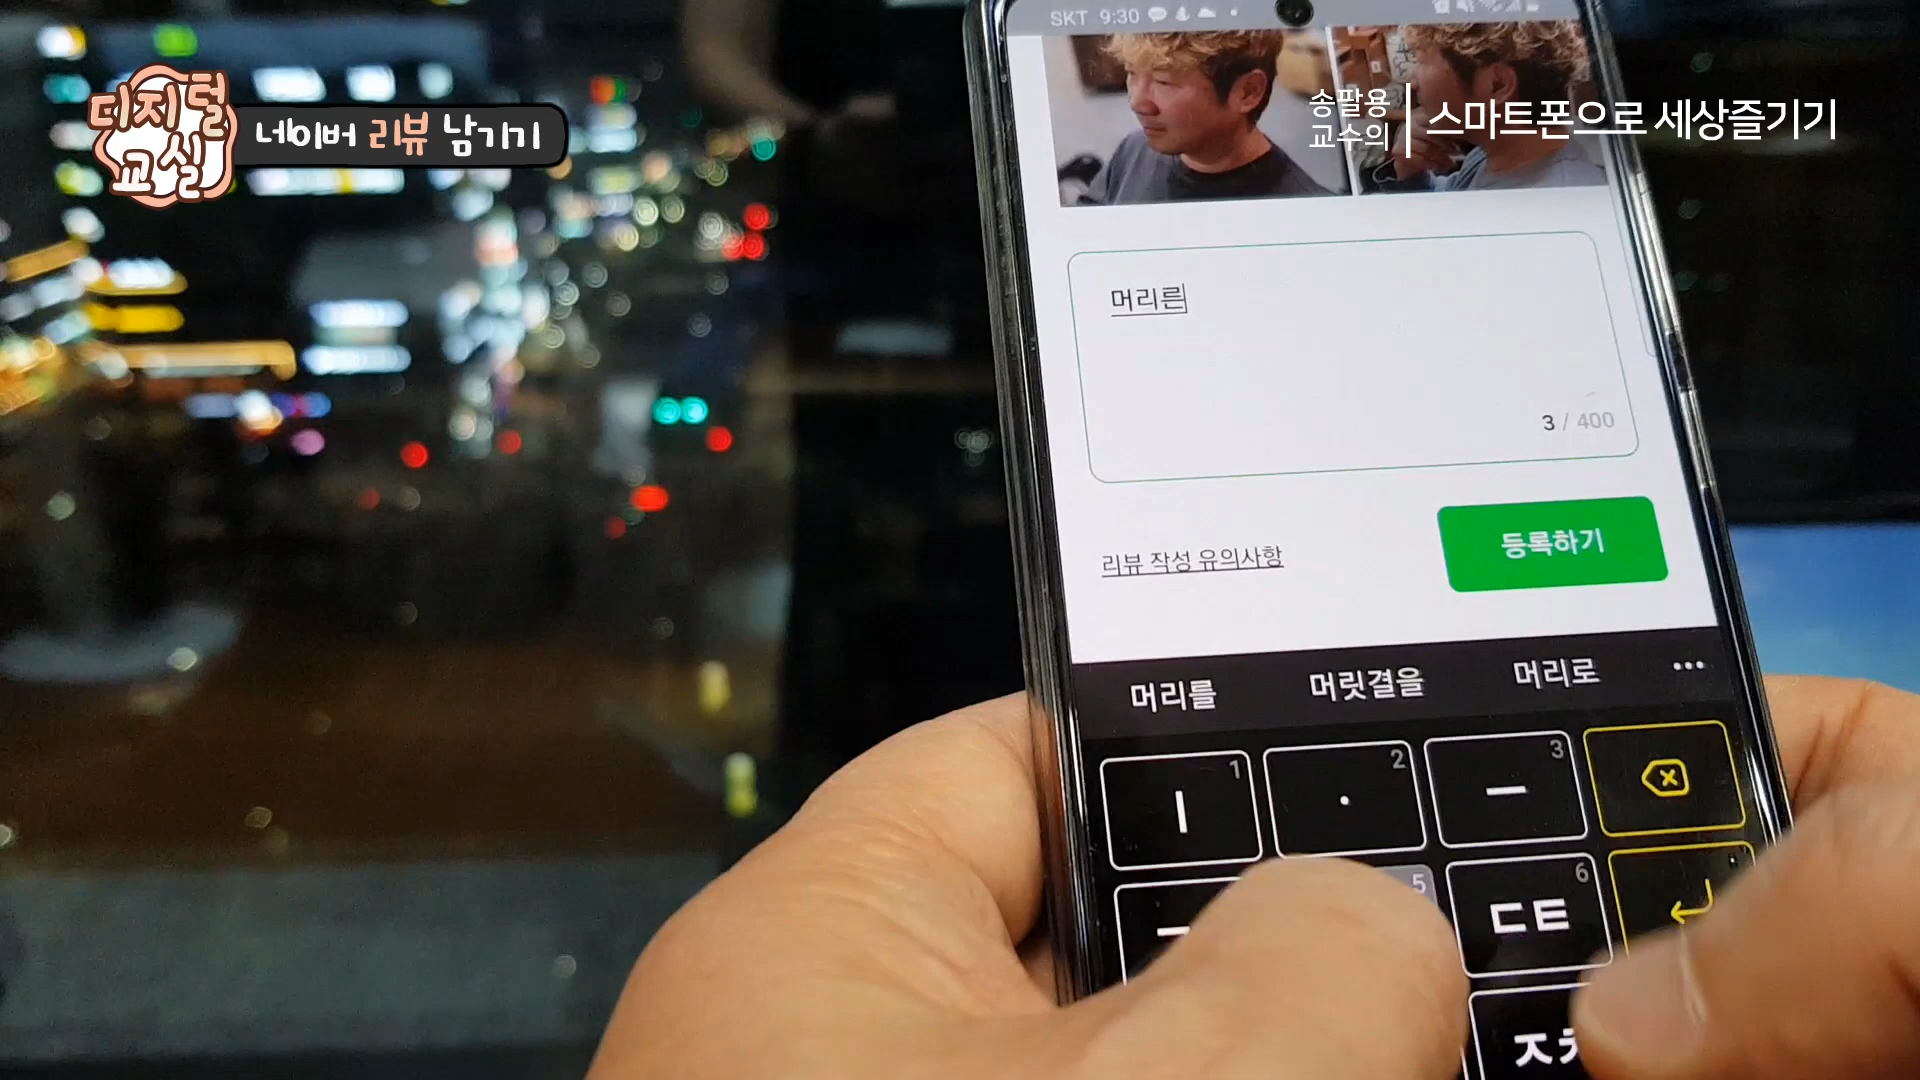 디지털
교실
네이버 리뷰 남기기
송팔용
교수의
스마트폰으로 세상즐기기
SKT 9:30
머리른
3 / 400
리뷰 작성 유의사항
등록하기
머리를 머릿결을 머리로 •••
1 2 3
ㅣ · ㅡ
5 6
ㄷㅌ
ㅈㅊ